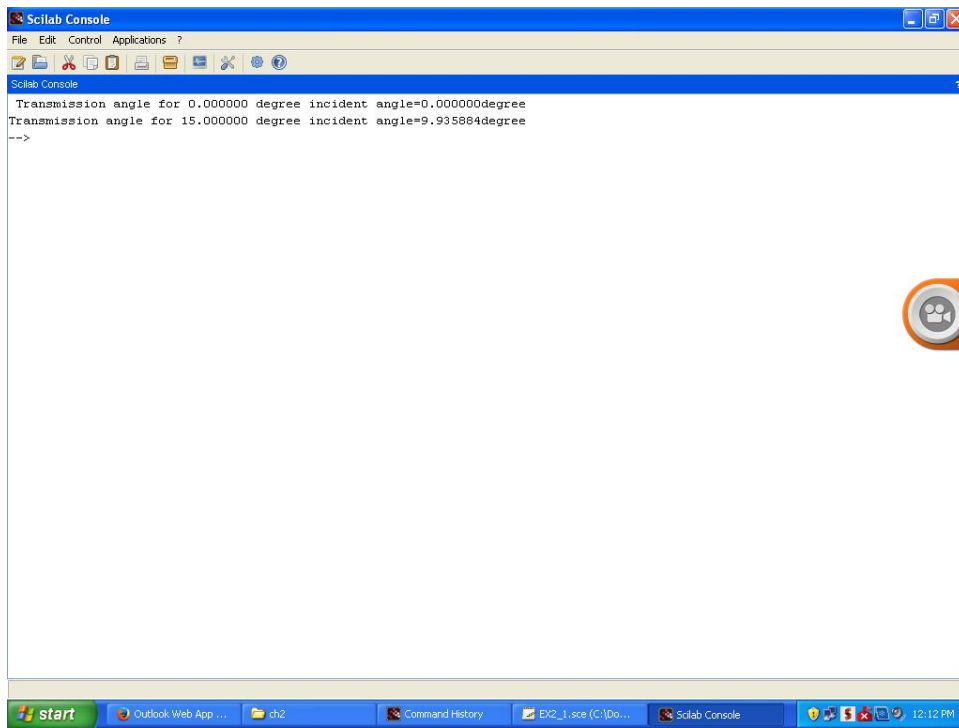 Scilab Console
File Edit Control Applications ?
Scilab Console ?
Transmission angle for 0.000000 degree incident angle=0.000000degree
Transmission angle for 15.000000 degree incident angle=9.935884degree
-->
start Outlook Web App ... ch2 Command History EX2_1.sce (C:\Do... Scilab Console 12:12 PM